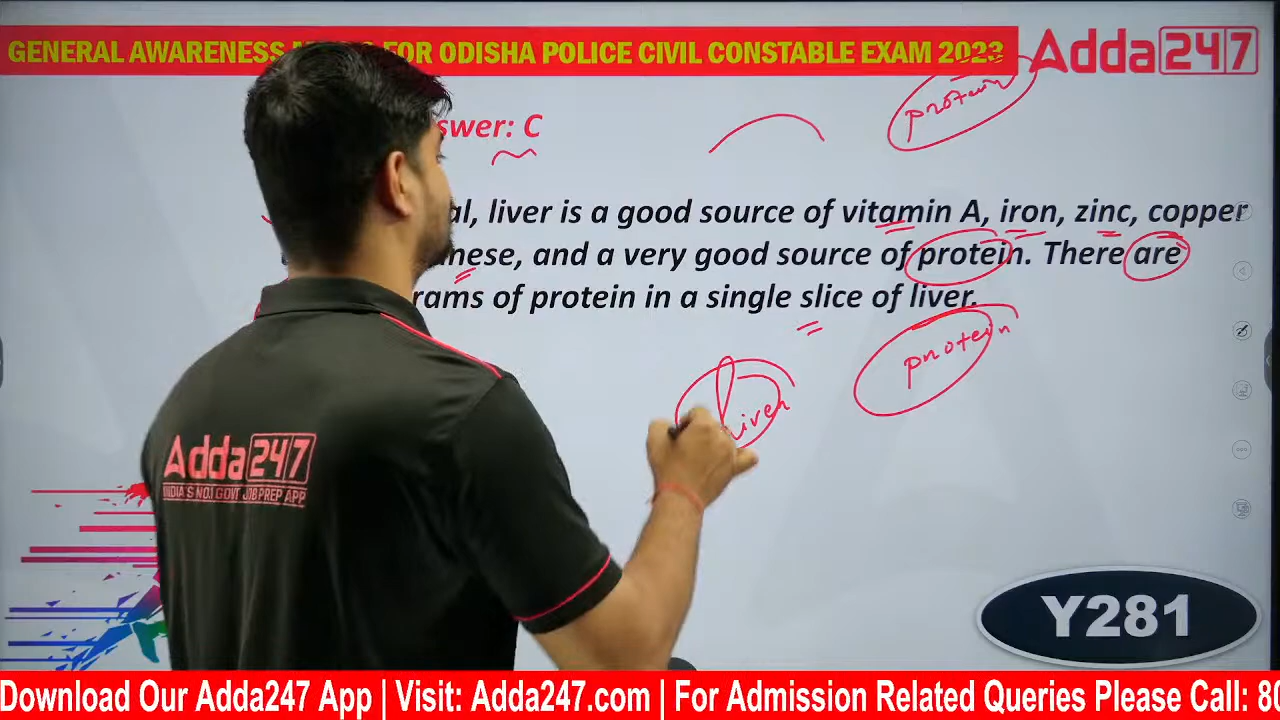 GENERAL AWARENESS FOR ODISHA POLICE CIVIL CONSTABLE EXAM 2023
Adda247
protein
swer: C
al, liver is a good source of vitamin A, iron, zinc, copper
nese, and a very good source of protein. There are
rams of protein in a single slice of liver.
protein
liver
Adda247
INDIA'S NO.1 GOVT JOB PREP APP
Y281
Download Our Adda247 App | Visit: Adda247.com | For Admission Related Queries Please Call: 80